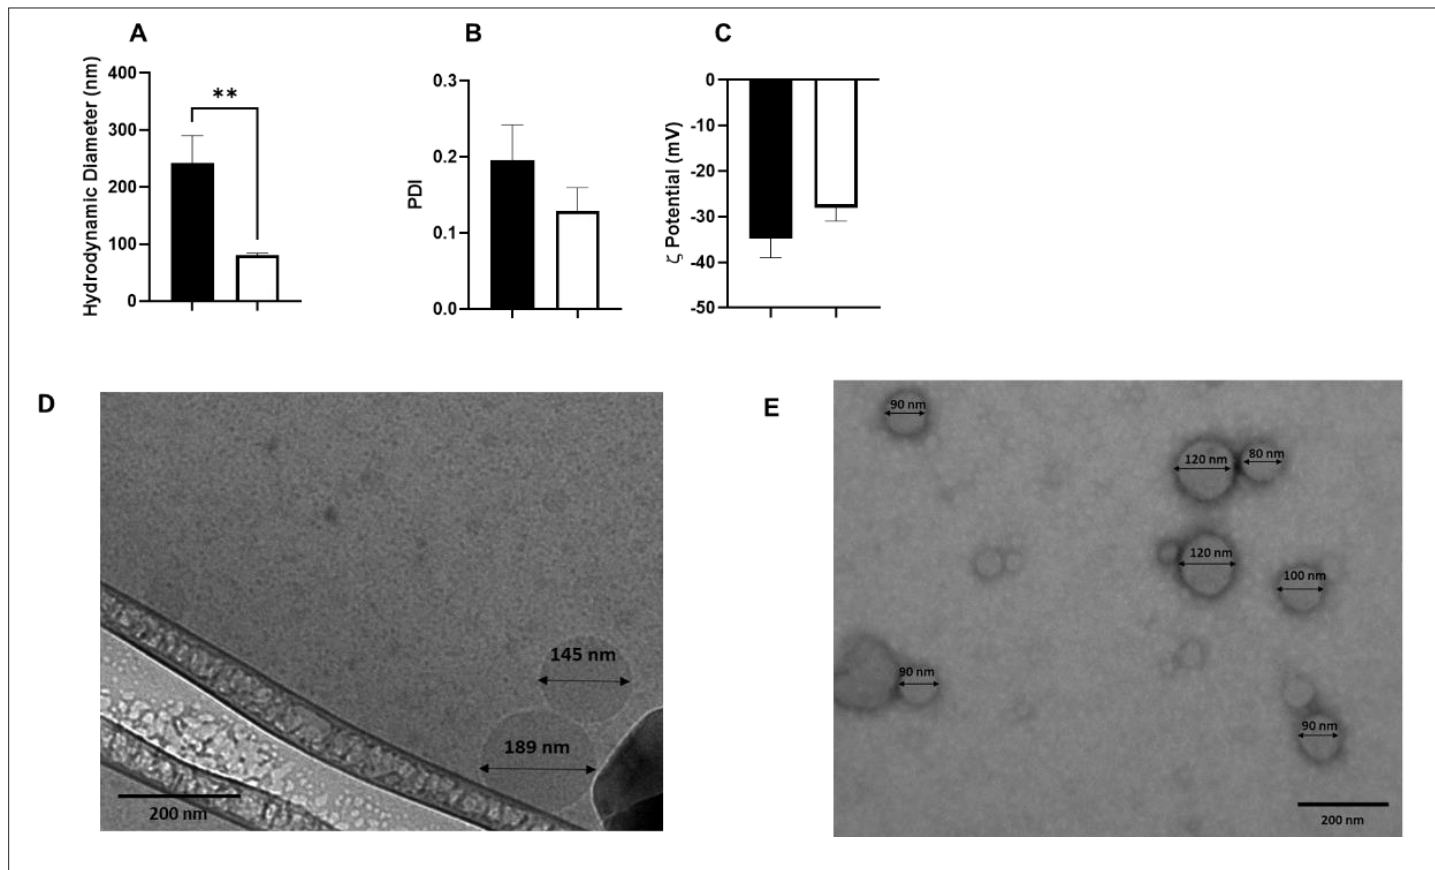 A
B
C
Hydrodynamic Diameter (nm)
400
300
200
100
0
**
PDI
0.3
0.2
0.1
0.0
ζ Potential (mV)
0
-10
-20
-30
-40
-50
D
145 nm
189 nm
200 nm
E
90 nm
120 nm
80 nm
120 nm
100 nm
90 nm
90 nm
200 nm